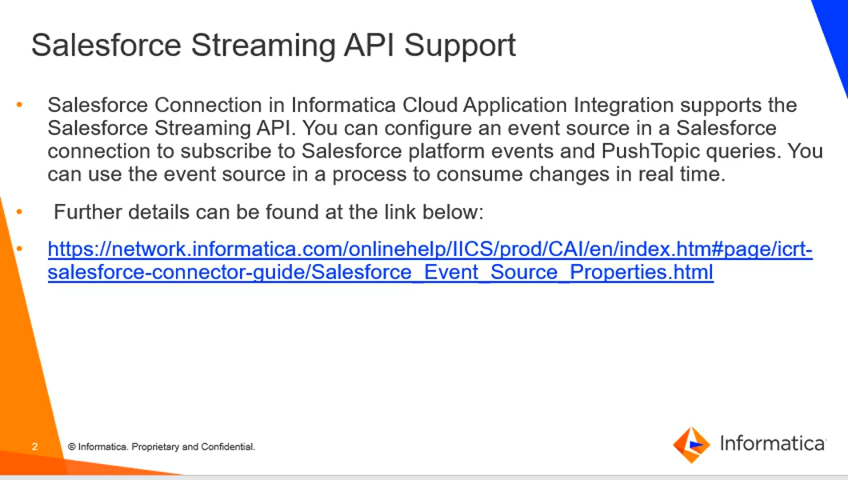 Salesforce Streaming API Support
• Salesforce Connection in Informatica Cloud Application Integration supports the
Salesforce Streaming API. You can configure an event source in a Salesforce
connection to subscribe to Salesforce platform events and PushTopic queries. You
can use the event source in a process to consume changes in real time.
• Further details can be found at the link below:
• https://network.informatica.com/onlinehelp/IICS/prod/CAI/en/index.htm#page/icrt-
salesforce-connector-guide/Salesforce_Event_Source_Properties.html
2 © Informatica. Proprietary and Confidential.
Informatica